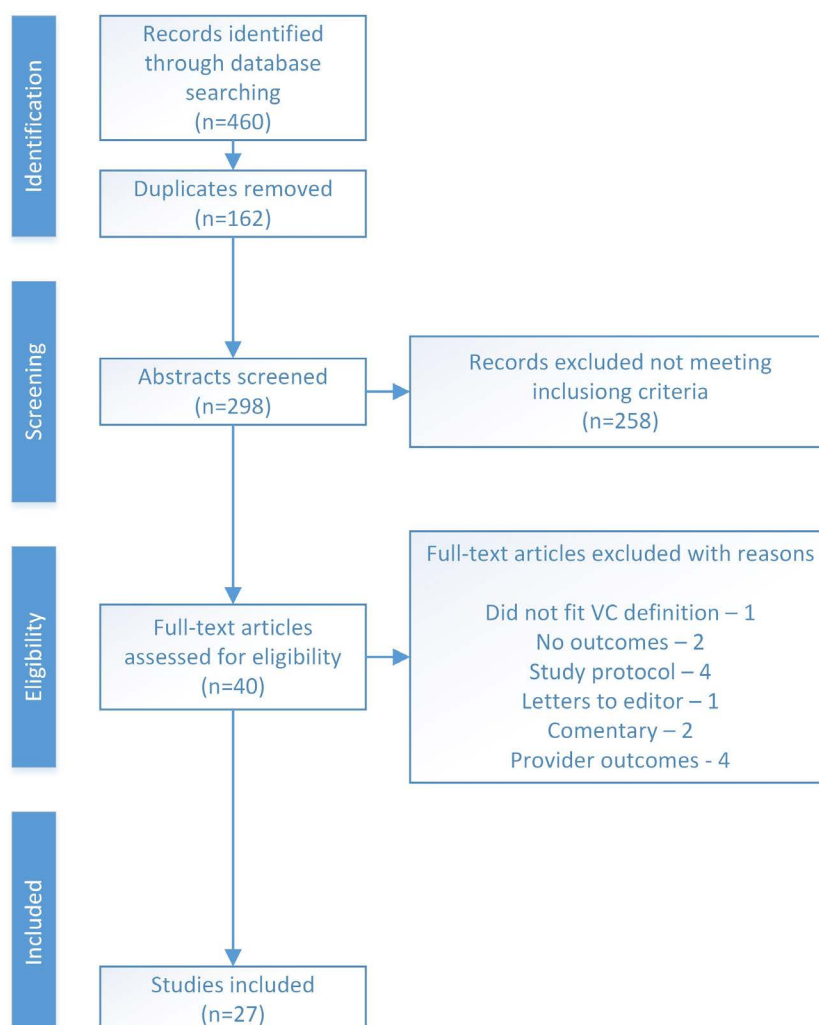 Identification
Records identified
through database
searching
(n=460)
Duplicates removed
(n=162)
Screening
Abstracts screened
(n=298)
Records excluded not meeting
inclusiong criteria
(n=258)
Eligibility
Full-text articles
assessed for eligibility
(n=40)
Full-text articles excluded with reasons
Did not fit VC definition – 1
No outcomes – 2
Study protocol – 4
Letters to editor – 1
Comentary – 2
Provider outcomes - 4
Included
Studies included
(n=27)